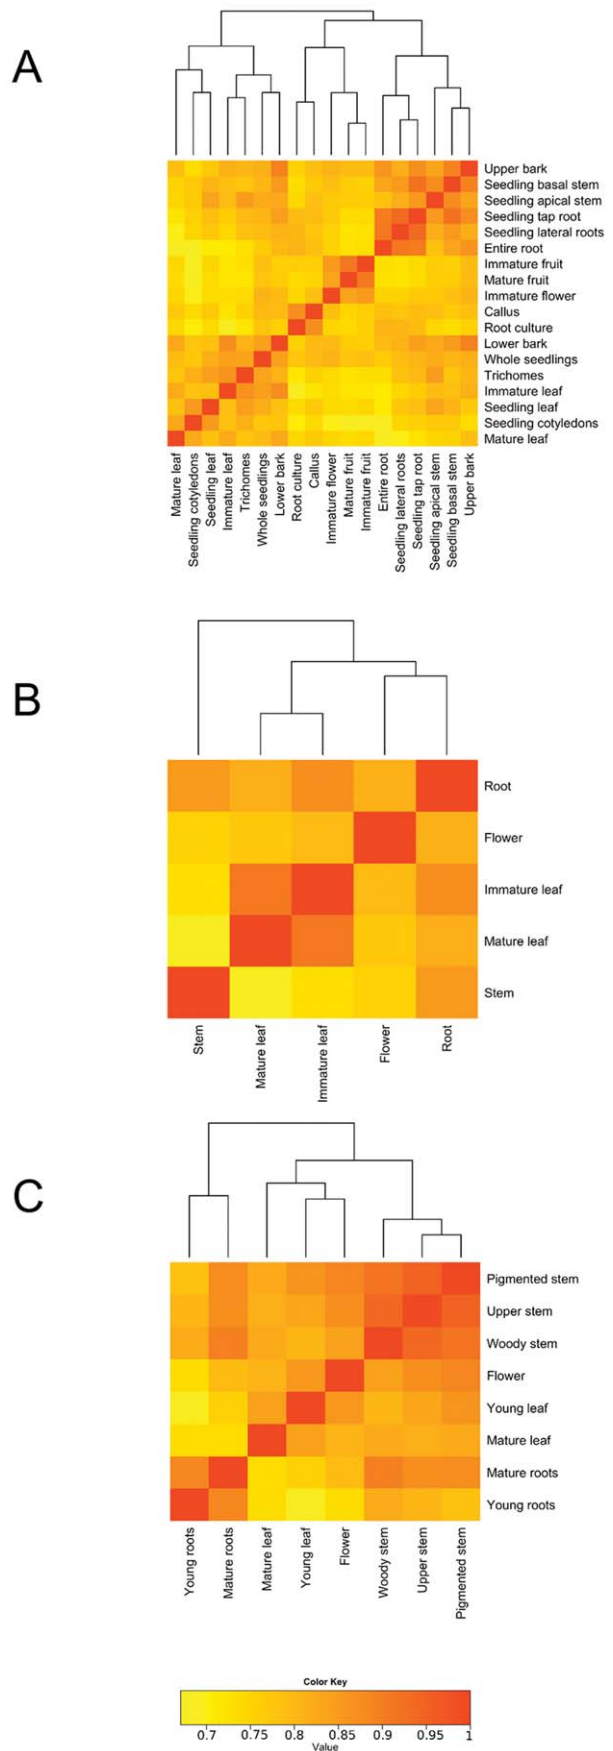 A
Upper bark
Seedling basal stem
Seedling apical stem
Seedling tap root
Seedling lateral roots
Entire root
Immature fruit
Mature fruit
Immature flower
Callus
Root culture
Lower bark
Whole seedlings
Trichomes
Immature leaf
Seedling leaf
Seedling cotyledons
Mature leaf
Mature leaf
Seedling cotyledons
Seedling leaf
Immature leaf
Trichomes
Whole seedlings
Lower bark
Root culture
Callus
Immature flower
Mature fruit
Immature fruit
Entire root
Seedling lateral roots
Seedling tap root
Seedling apical stem
Seedling basal stem
Upper bark
B
Root
Flower
Immature leaf
Mature leaf
Stem
Stem
Mature leaf
Immature leaf
Flower
Root
C
Pigmented stem
Upper stem
Woody stem
Flower
Young leaf
Mature leaf
Mature roots
Young roots
Young roots
Mature roots
Mature leaf
Young leaf
Flower
Woody stem
Upper stem
Pigmented stem
Color Key
0.7 0.75 0.8 0.85 0.9 0.95 1
Value